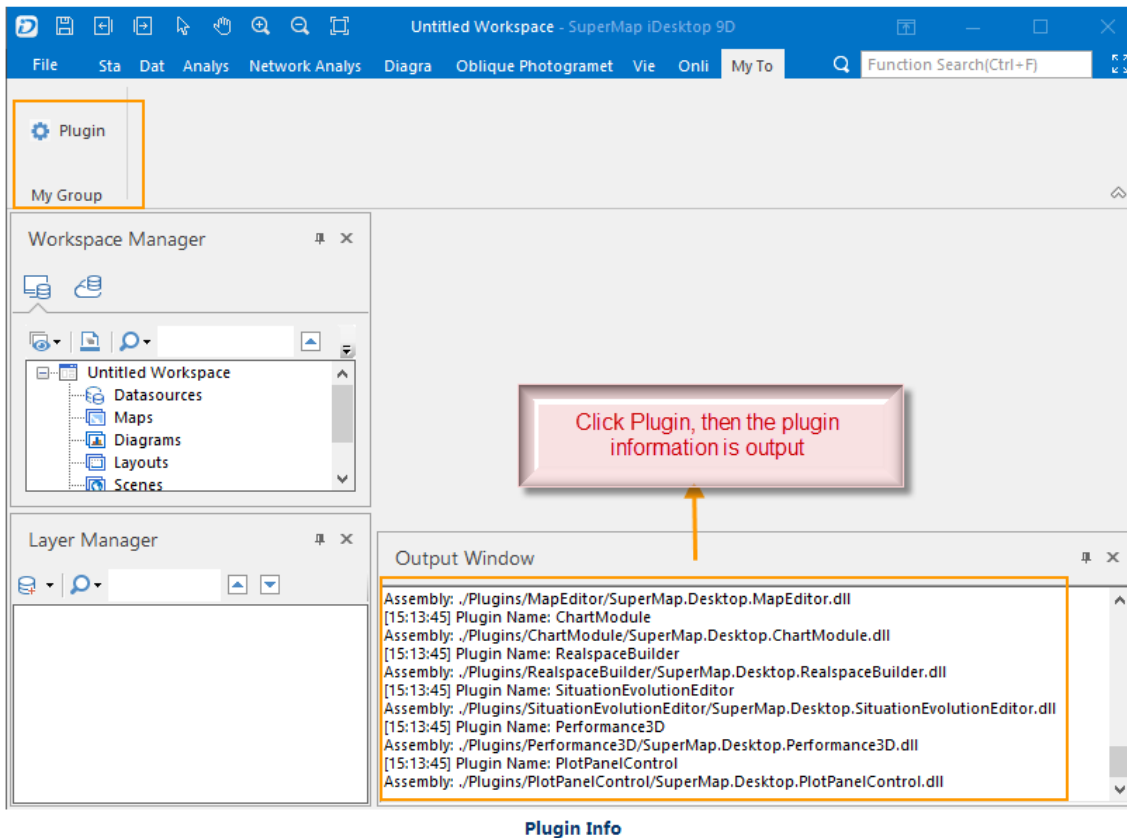 Untitled Workspace - SuperMap iDesktop 9D
File Sta Dat Analys Network Analys Diagra Oblique Photogramet Vie Onli My To Function Search(Ctrl+F)
Plugin
My Group
Workspace Manager
Untitled Workspace
Datasources
Maps
Diagrams
Layouts
Scenes
Click Plugin, then the plugin
information is output
Layer Manager
Output Window
Assembly: ./Plugins/MapEditor/SuperMap.Desktop.MapEditor.dll
[15:13:45] Plugin Name: ChartModule
Assembly: ./Plugins/ChartModule/SuperMap.Desktop.ChartModule.dll
[15:13:45] Plugin Name: RealspaceBuilder
Assembly: ./Plugins/RealspaceBuilder/SuperMap.Desktop.RealspaceBuilder.dll
[15:13:45] Plugin Name: SituationEvolutionEditor
Assembly: ./Plugins/SituationEvolutionEditor/SuperMap.Desktop.SituationEvolutionEditor.dll
[15:13:45] Plugin Name: Performance3D
Assembly: ./Plugins/Performance3D/SuperMap.Desktop.Performance3D.dll
[15:13:45] Plugin Name: PlotPanelControl
Assembly: ./Plugins/PlotPanelControl/SuperMap.Desktop.PlotPanelControl.dll
Plugin Info